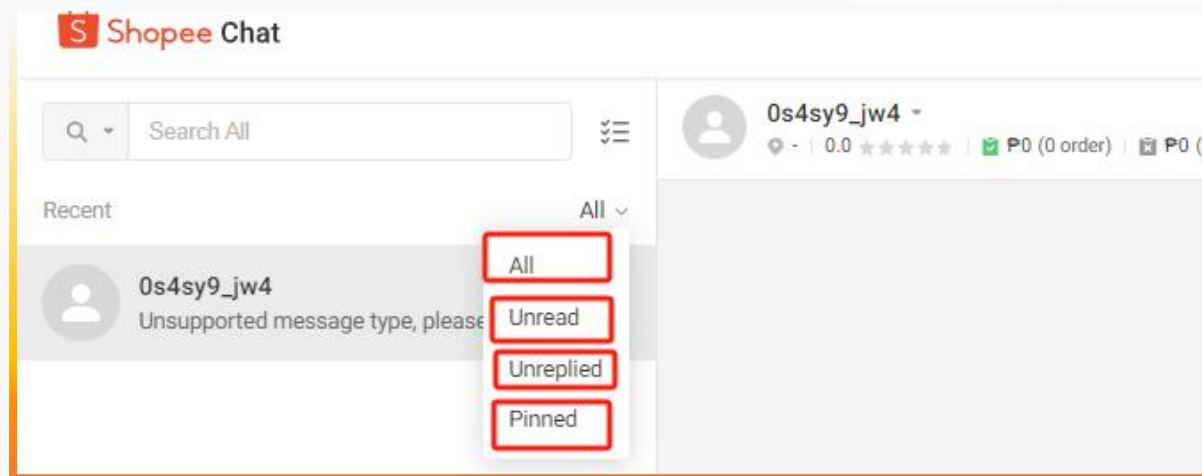 S Shopee Chat
Search All
0s4sy9_jw4
- 0.0 ₱0 (0 order) ₱0 (
Recent
All
0s4sy9_jw4
Unsupported message type, please
All
Unread
Unreplied
Pinned